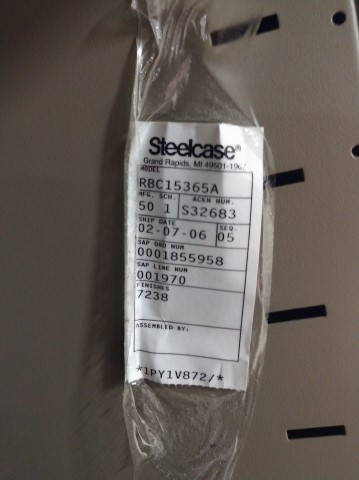 Steelcase®
Grand Rapids, MI 49501-196
MODEL
RBC15365A
MFG. SCH. ACKN NUM.
50 1 S32683
SHIP DATE SEQ.
02-07-06 05
SAP ORD NUM
0001855958
SAP LINE NUM
001970
FINISHES
7238
ASSEMBLED BY:
*1PY1V872/*